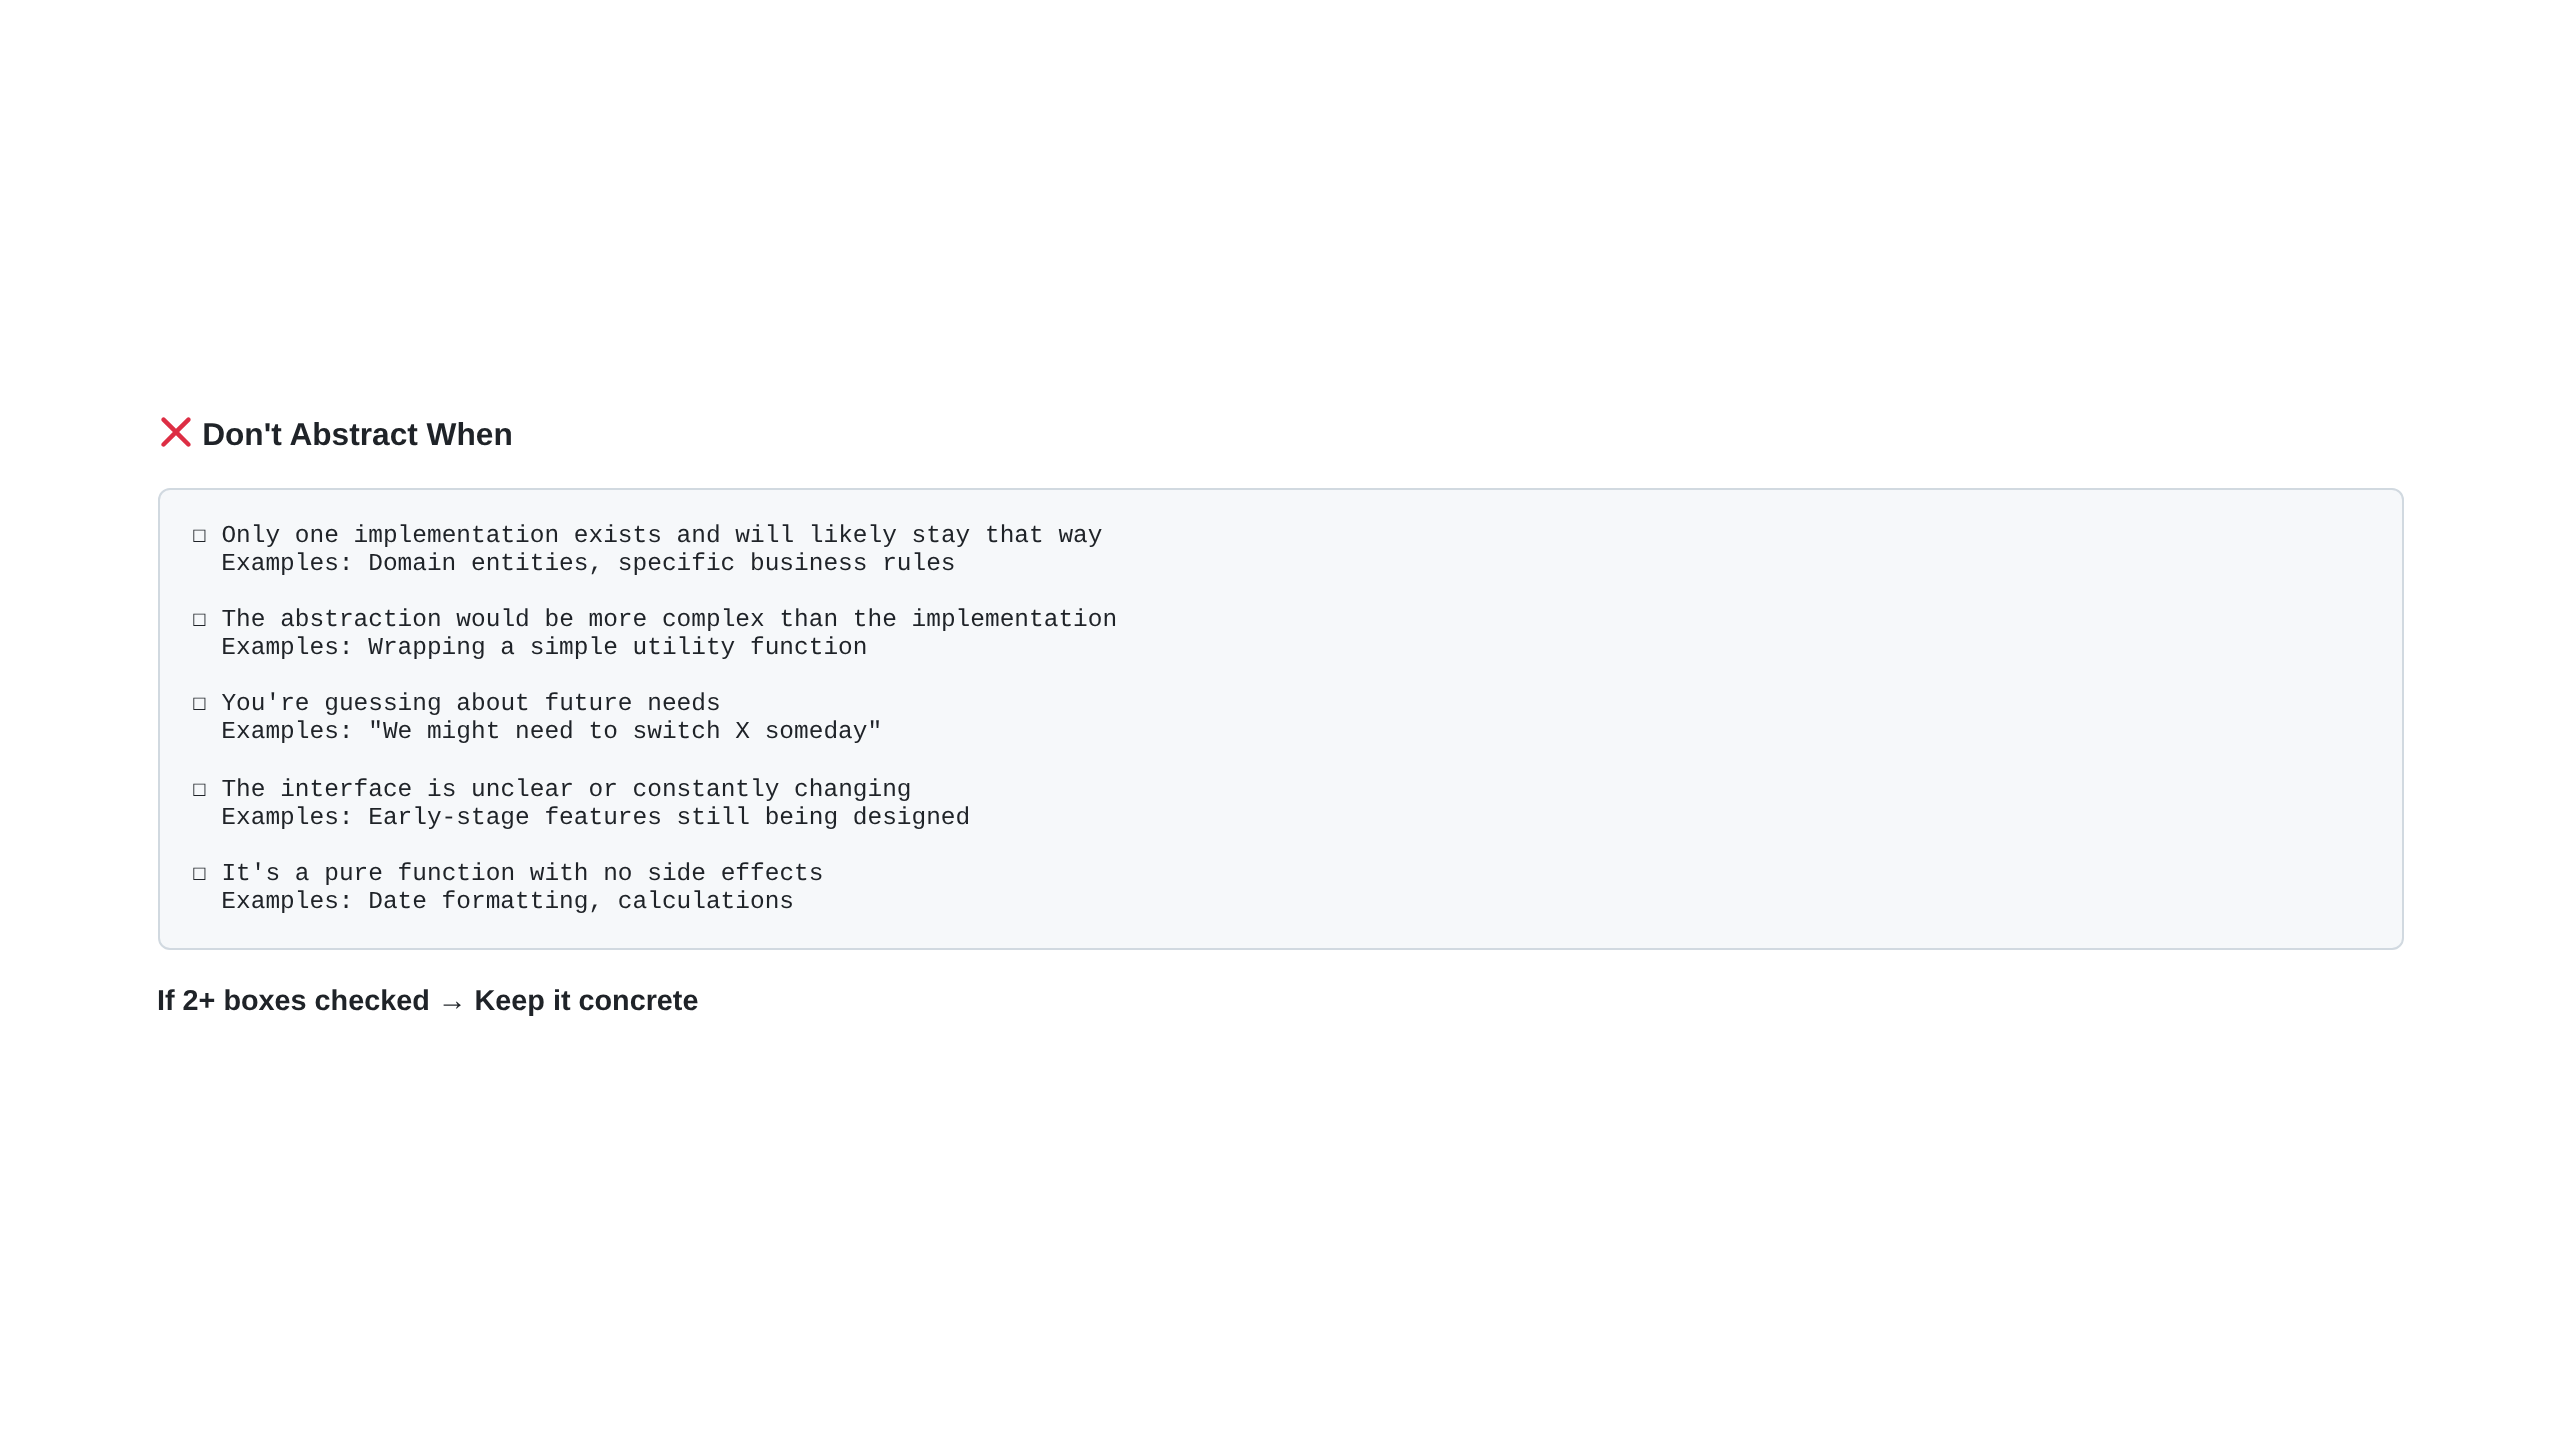 ❌ Don't Abstract When
☐ Only one implementation exists and will likely stay that way
Examples: Domain entities, specific business rules
☐ The abstraction would be more complex than the implementation
Examples: Wrapping a simple utility function
☐ You're guessing about future needs
Examples: "We might need to switch X someday"
☐ The interface is unclear or constantly changing
Examples: Early-stage features still being designed
☐ It's a pure function with no side effects
Examples: Date formatting, calculations
If 2+ boxes checked → Keep it concrete